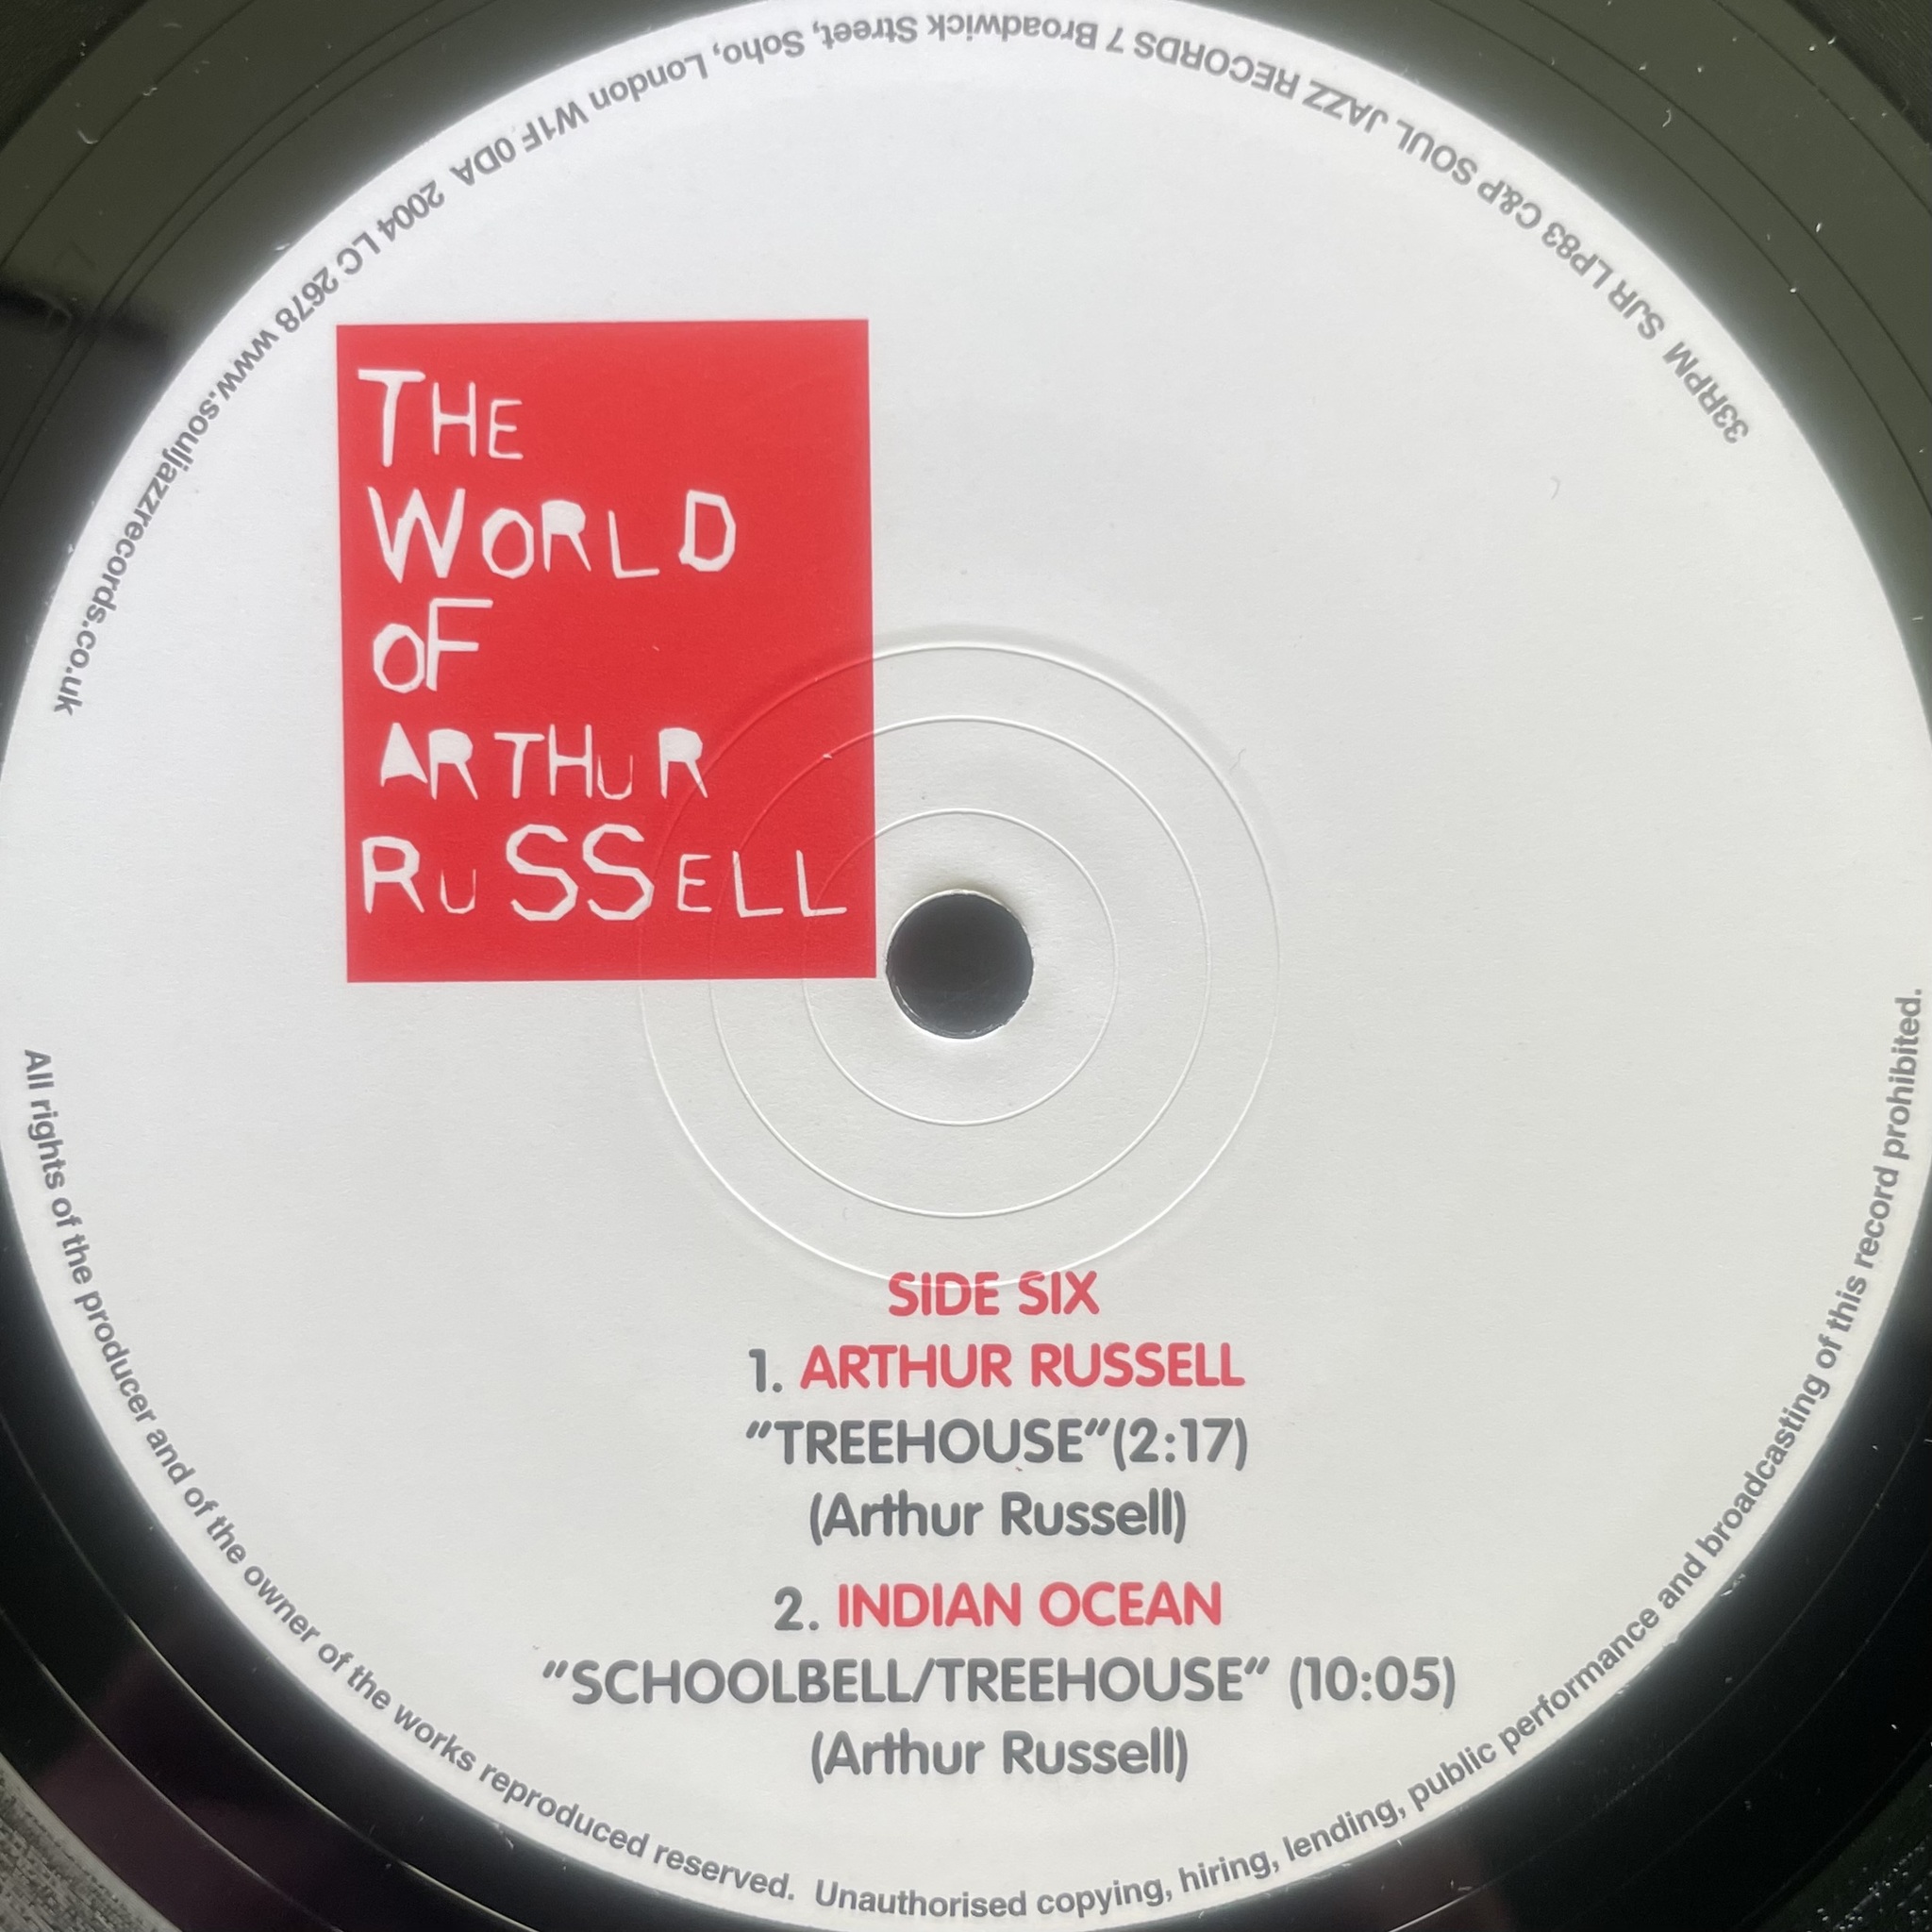 33RPM SJR LP83 C&P SOUL JAZZ RECORDS 7 Broadwick Street, Soho, London W1F 0DA 2004 LC 2678 www.souljazzrecords.co.uk
THE
WORLD
OF
ARTHUR
RuSSELL
SIDE SIX
1. ARTHUR RUSSELL
"TREEHOUSE"(2:17)
(Arthur Russell)
2. INDIAN OCEAN
"SCHOOLBELL/TREEHOUSE" (10:05)
(Arthur Russell)
All rights of the producer and of the owner of the works reproduced reserved. Unauthorised copying, hiring, lending, public performance and broadcasting of this record prohibited.